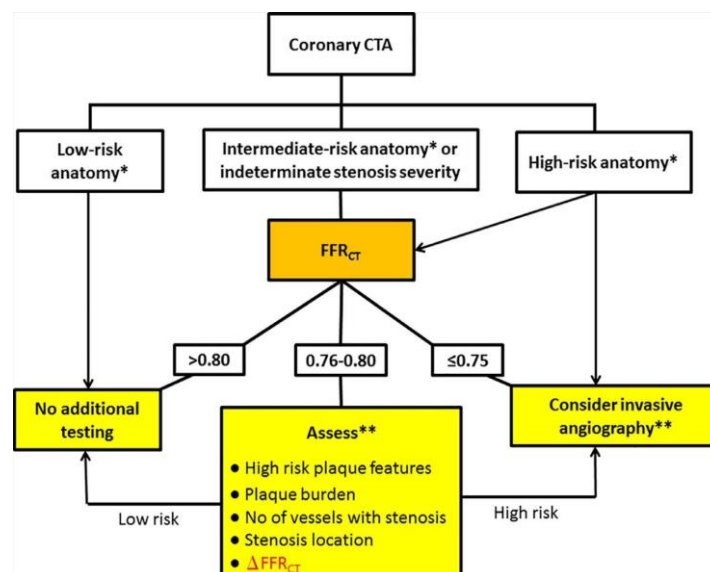 Coronary CTA
Low-risk
anatomy*
Intermediate-risk anatomy* or
indeterminate stenosis severity
High-risk anatomy*
FFRCT
>0.80
0.76-0.80
≤0.75
No additional
testing
Consider invasive
angiography**
Assess**
● High risk plaque features
● Plaque burden
● No of vessels with stenosis
● Stenosis location
● ΔFFRCT
Low risk
High risk